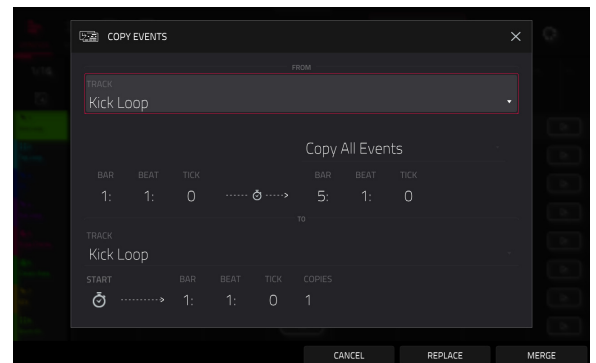 COPY EVENTS
FROM
TRACK
Kick Loop
Copy All Events
BAR BEAT TICK BAR BEAT TICK
1: 1: 0 5: 1: 0
TO
TRACK
Kick Loop
START BAR BEAT TICK COPIES
1: 1: 0 1
CANCEL REPLACE MERGE